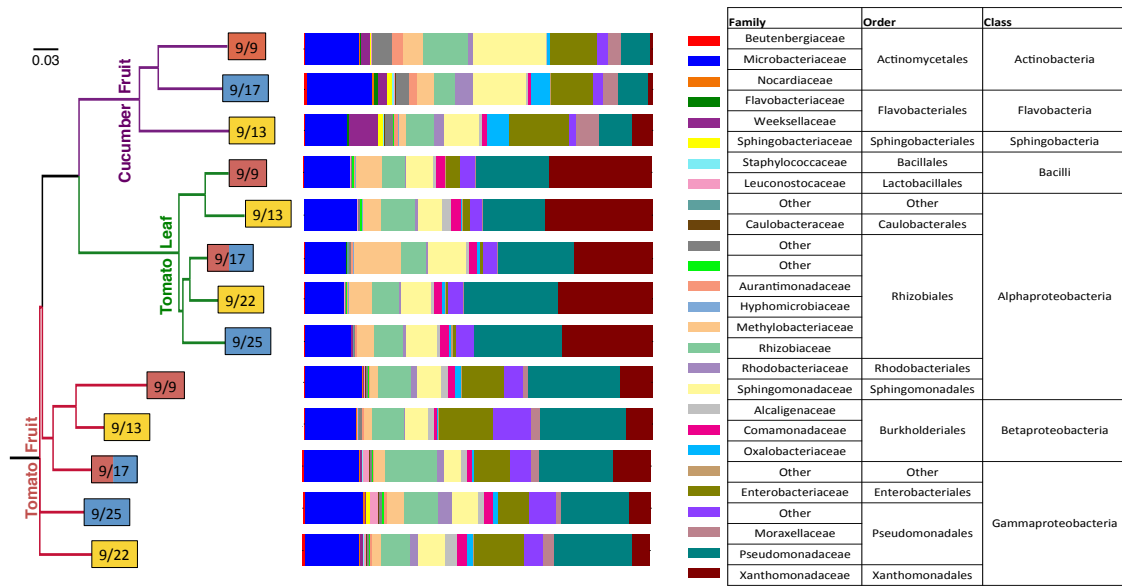 0.03
Cucumber Fruit
Tomato Leaf
Tomato Fruit
9/9
9/17
9/13
9/9
9/13
9/17
9/22
9/25
9/9
9/13
9/17
9/25
9/22
Family Order Class
Beutenbergiaceae
Microbacteriaceae Actinomycetales Actinobacteria
Nocardiaceae
Flavobacteriaceae
Weeksellaceae Flavobacteriales Flavobacteria
Sphingobacteriaceae Sphingobacteriales Sphingobacteria
Staphylococcaceae Bacillales
Leuconostocaceae Lactobacillales Bacilli
Other Other
Caulobacteraceae Caulobacterales
Other
Other
Aurantimonadaceae
Hyphomicrobiaceae Rhizobiales Alphaproteobacteria
Methylobacteriaceae
Rhizobiaceae
Rhodobacteriaceae Rhodobacteriales
Sphingomonadaceae Sphingomonadales
Alcaligenaceae
Comamonadaceae Burkholderiales Betaproteobacteria
Oxalobacteriaceae
Other Other
Enterobacteriaceae Enterobacteriales
Other
Moraxellaceae Pseudomonadales Gammaproteobacteria
Pseudomonadaceae
Xanthomonadaceae Xanthomonadales